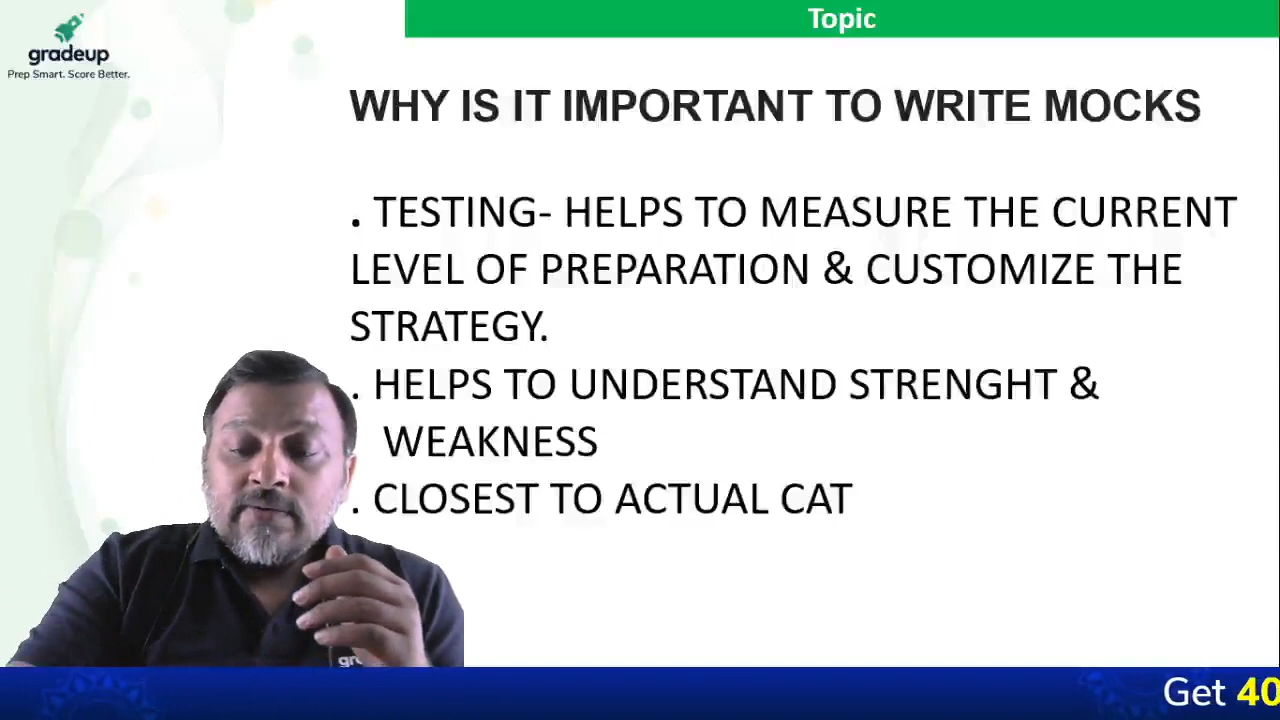 Topic
gradeup
Prep Smart. Score Better.
WHY IS IT IMPORTANT TO WRITE MOCKS
. TESTING- HELPS TO MEASURE THE CURRENT
LEVEL OF PREPARATION & CUSTOMIZE THE
STRATEGY.
. HELPS TO UNDERSTAND STRENGHT &
WEAKNESS
. CLOSEST TO ACTUAL CAT
Get 40